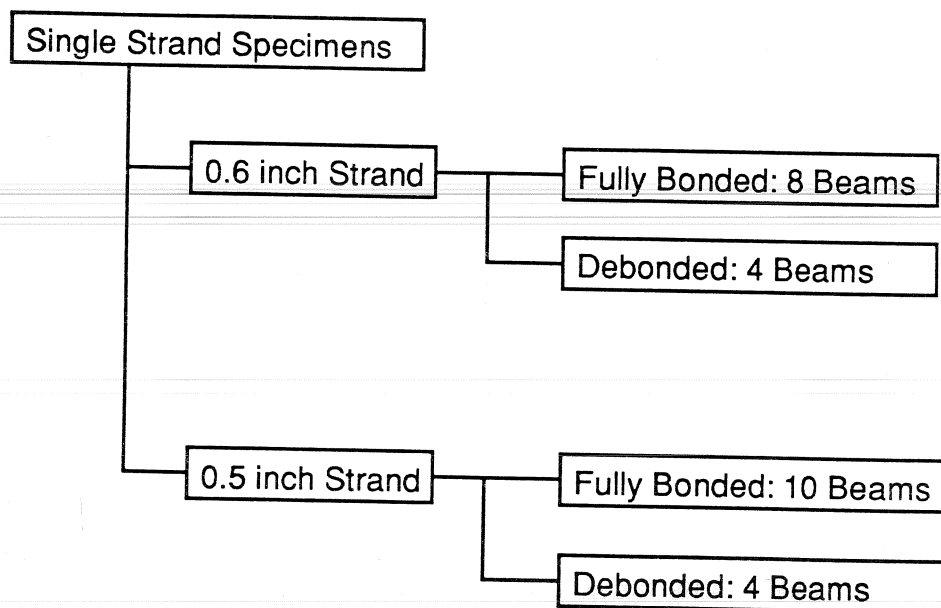 Single Strand Specimens
0.6 inch Strand
Fully Bonded: 8 Beams
Debonded: 4 Beams
0.5 inch Strand
Fully Bonded: 10 Beams
Debonded: 4 Beams